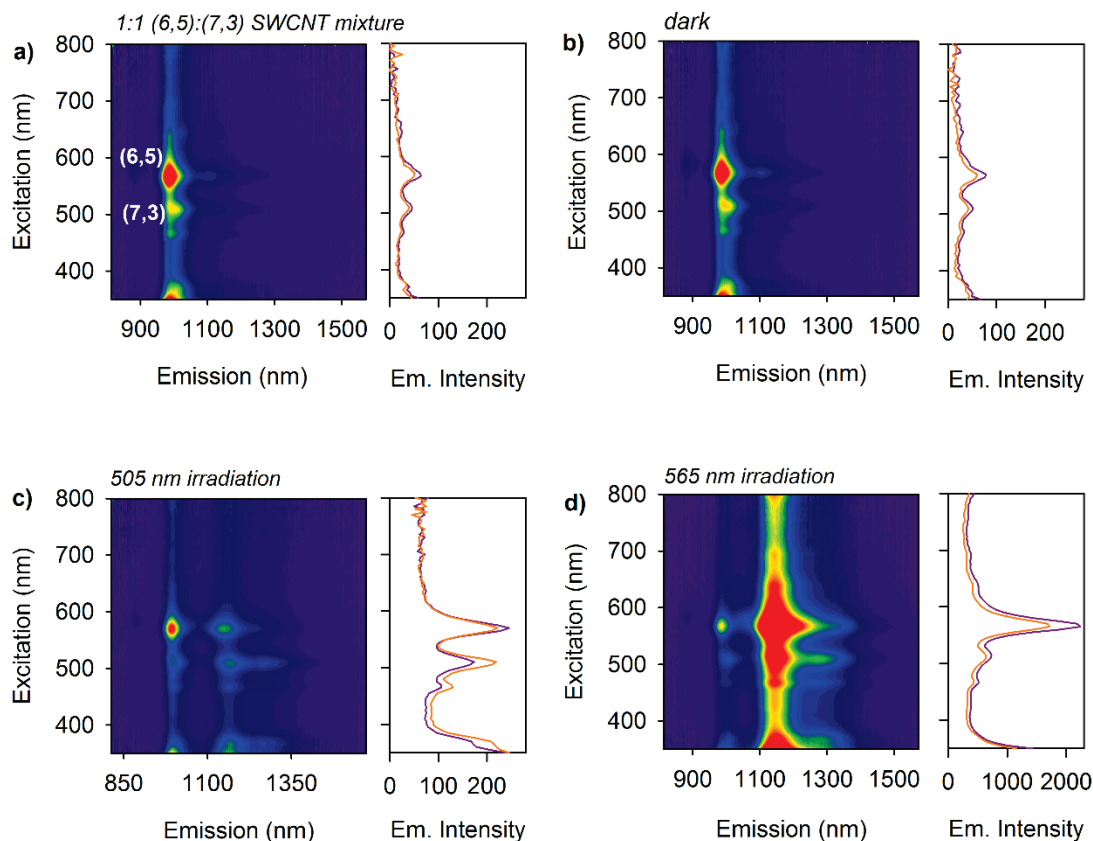 1:1 (6,5):(7,3) SWCNT mixture
a)
Excitation (nm)
800
700
600
500
400
(6,5)
(7,3)
900 1100 1300 1500
Emission (nm)
0 100 200
Em. Intensity
dark
b)
Excitation (nm)
800
700
600
500
400
900 1100 1300 1500
Emission (nm)
0 100 200
Em. Intensity
505 nm irradiation
c)
Excitation (nm)
800
700
600
500
400
850 1100 1350
Emission (nm)
0 100 200
Em. Intensity
565 nm irradiation
d)
Excitation (nm)
800
700
600
500
400
900 1100 1300 1500
Emission (nm)
0 1000 2000
Em. Intensity